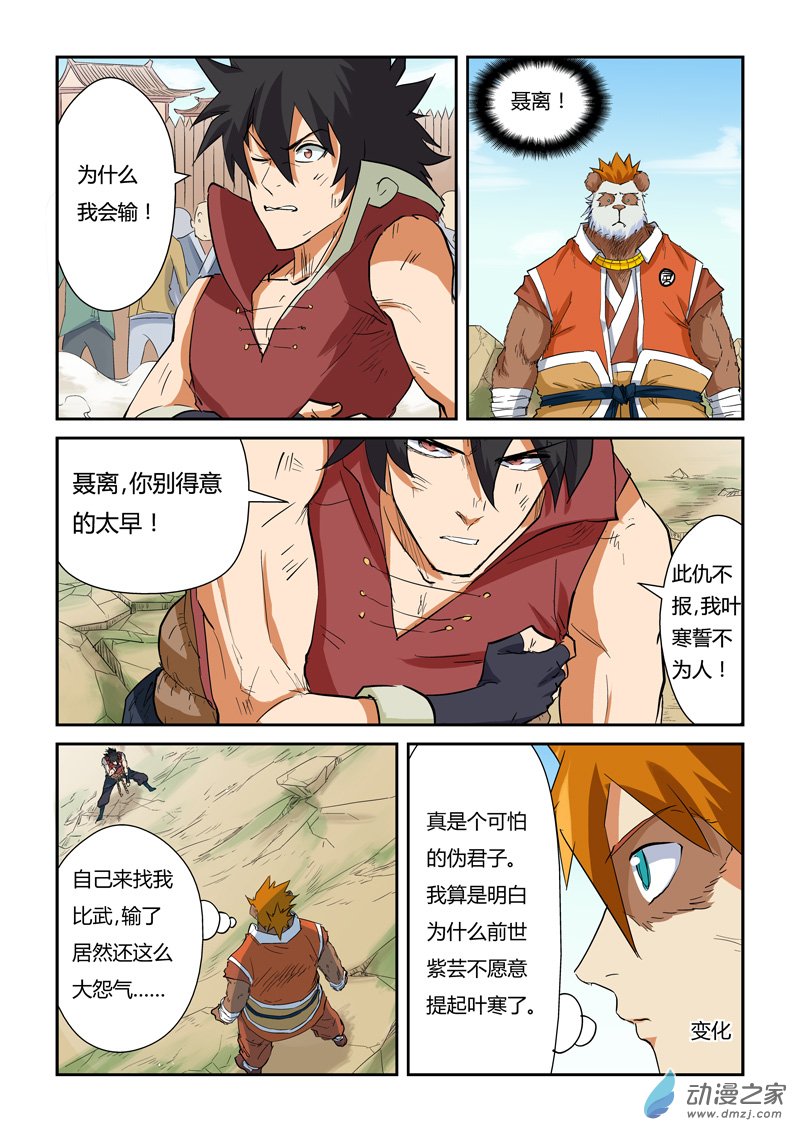 为什么
我会输！
聂离！
聂离，你别得意
的太早！
此仇不
报，我叶
寒誓不
为人！
自己来找我
比武，输了
居然还这么
大怨气……
真是个可怕
的伪君子。
我算是明白
为什么前世
紫芸不愿意
提起叶寒了。
变化
动漫之家
www.dmzj.com